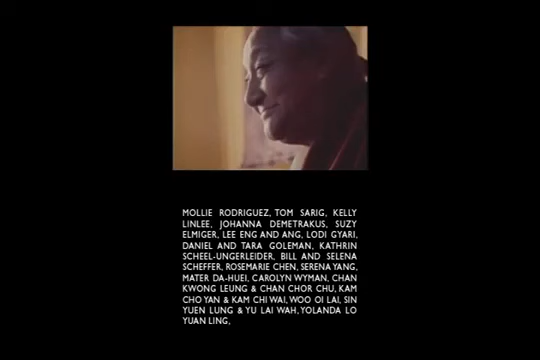 MOLLIE RODRIGUEZ, TOM SARIG, KELLY
LINLEE, JOHANNA DEMETRAKUS, SUZY
ELMIGER, LEE ENG AND ANG, LODI GYARI,
DANIEL AND TARA GOLEMAN, KATHRIN
SCHEEL-UNGERLEIDER, BILL AND SELENA
SCHEFFER, ROSEMARIE CHEN, SERENA YANG,
MATER DA-HUEI, CAROLYN WYMAN, CHAN
KWONG LEUNG & CHAN CHOR CHU, KAM
CHO YAN & KAM CHI WAI, WOO OI LAI, SIN
YUEN LUNG & YU LAI WAH, YOLANDA LO
YUAN LING,